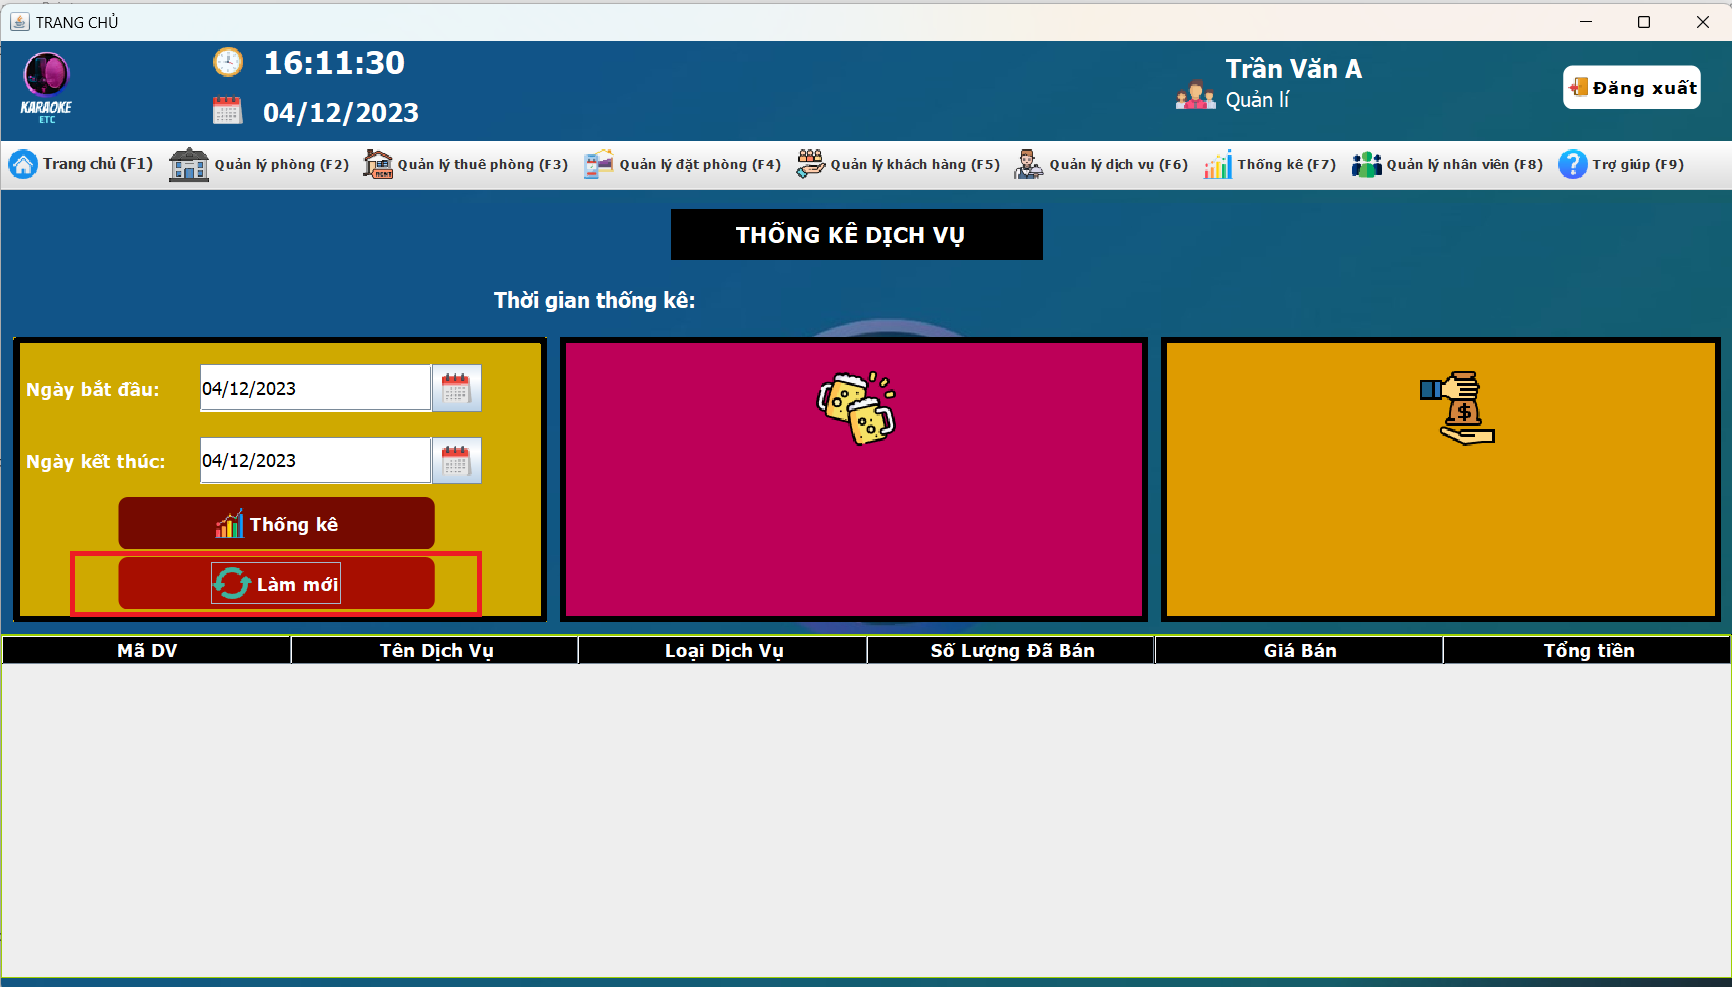 TRANG CHỦ
KARAOKE
ETC
16:11:30
04/12/2023
Trần Văn A
Quản lí
Đăng xuất
Trang chủ (F1)
Quản lý phòng (F2)
Quản lý thuê phòng (F3)
Quản lý đặt phòng (F4)
Quản lý khách hàng (F5)
Quản lý dịch vụ (F6)
Thống kê (F7)
Quản lý nhân viên (F8)
Trợ giúp (F9)
THỐNG KÊ DỊCH VỤ
Thời gian thống kê:
Ngày bắt đầu:
04/12/2023
Ngày kết thúc:
04/12/2023
Thống kê
Làm mới
Mã DV
Tên Dịch Vụ
Loại Dịch Vụ
Số Lượng Đã Bán
Giá Bán
Tổng tiền